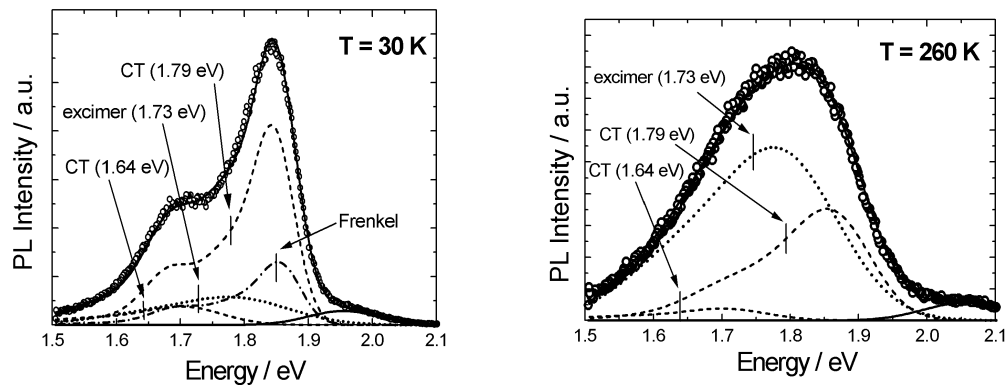 T = 30 K
CT (1.79 eV)
excimer (1.73 eV)
CT (1.64 eV)
Frenkel
PL Intensity / a.u.
1.5 1.6 1.7 1.8 1.9 2.0 2.1
Energy / eV
T = 260 K
excimer (1.73 eV)
CT (1.79 eV)
CT (1.64 eV)
PL Intensity / a.u.
1.5 1.6 1.7 1.8 1.9 2.0 2.1
Energy / eV